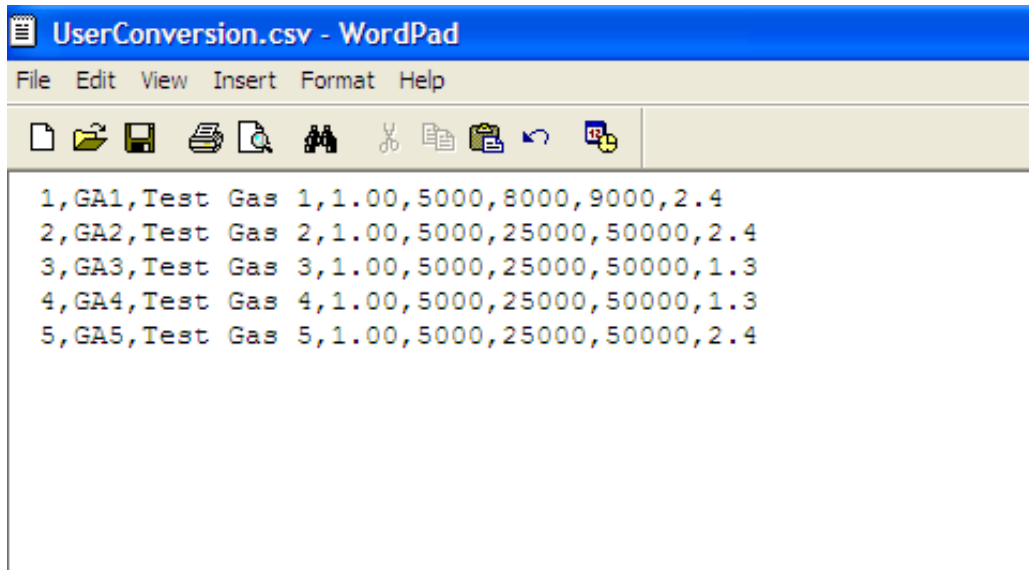 UserConversion.csv - WordPad
File Edit View Insert Format Help
12
1,GA1,Test Gas 1,1.00,5000,8000,9000,2.4
2,GA2,Test Gas 2,1.00,5000,25000,50000,2.4
3,GA3,Test Gas 3,1.00,5000,25000,50000,1.3
4,GA4,Test Gas 4,1.00,5000,25000,50000,1.3
5,GA5,Test Gas 5,1.00,5000,25000,50000,2.4